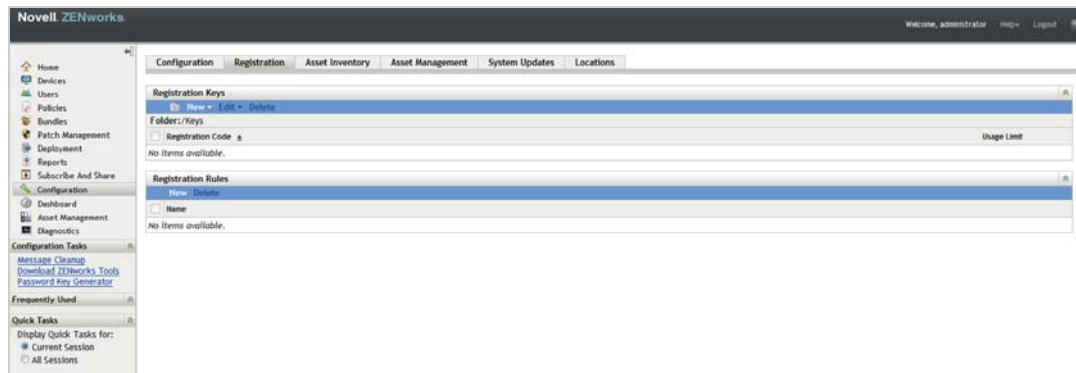 Novell ZENworks
Welcome, administrator Help Logout
Home
Devices
Users
Policies
Bundles
Patch Management
Deployment
Reports
Subscribe And Share
Configuration
Dashboard
Asset Management
Diagnostics
Configuration Tasks
Message Cleanup
Download ZENworks Tools
Password Key Generator
Frequently Used
Quick Tasks
Display Quick Tasks for:
Current Session
All Sessions
Configuration Registration Asset Inventory Asset Management System Updates Locations
Registration Keys
New Edit Delete
Folder:/Keys
Registration Code Usage Limit
No items available.
Registration Rules
New Delete
Name
No items available.